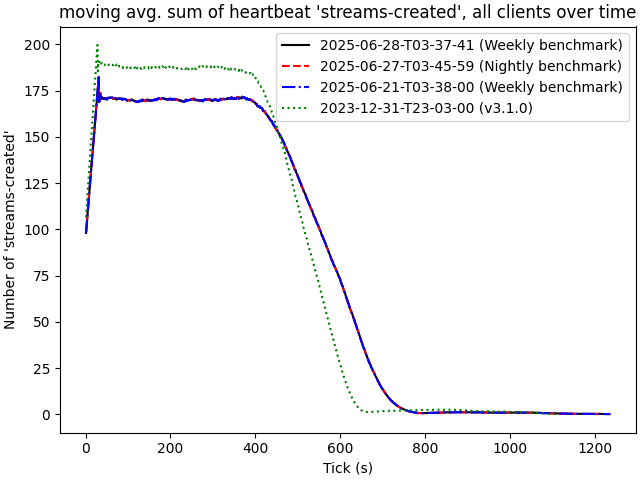 moving avg. sum of heartbeat 'streams-created', all clients over time
2025-06-28-T03-37-41 (Weekly benchmark)
2025-06-27-T03-45-59 (Nightly benchmark)
2025-06-21-T03-38-00 (Weekly benchmark)
2023-12-31-T23-03-00 (v3.1.0)
Number of 'streams-created'
200
175
150
125
100
75
50
25
0
0 200 400 600 800 1000 1200
Tick (s)